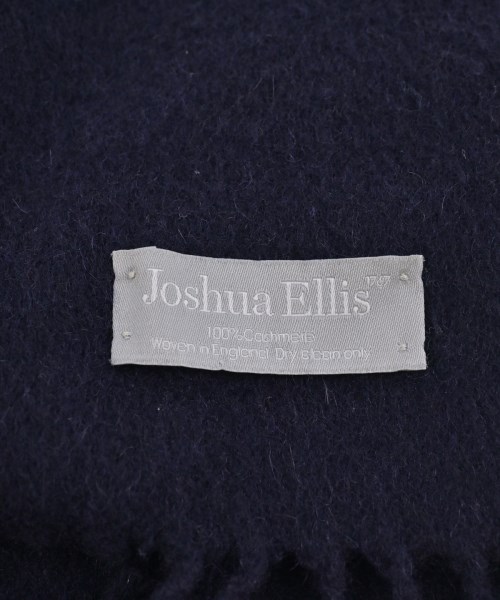 Joshua Ellis
100% Cashmere
Woven in England Dry clean only